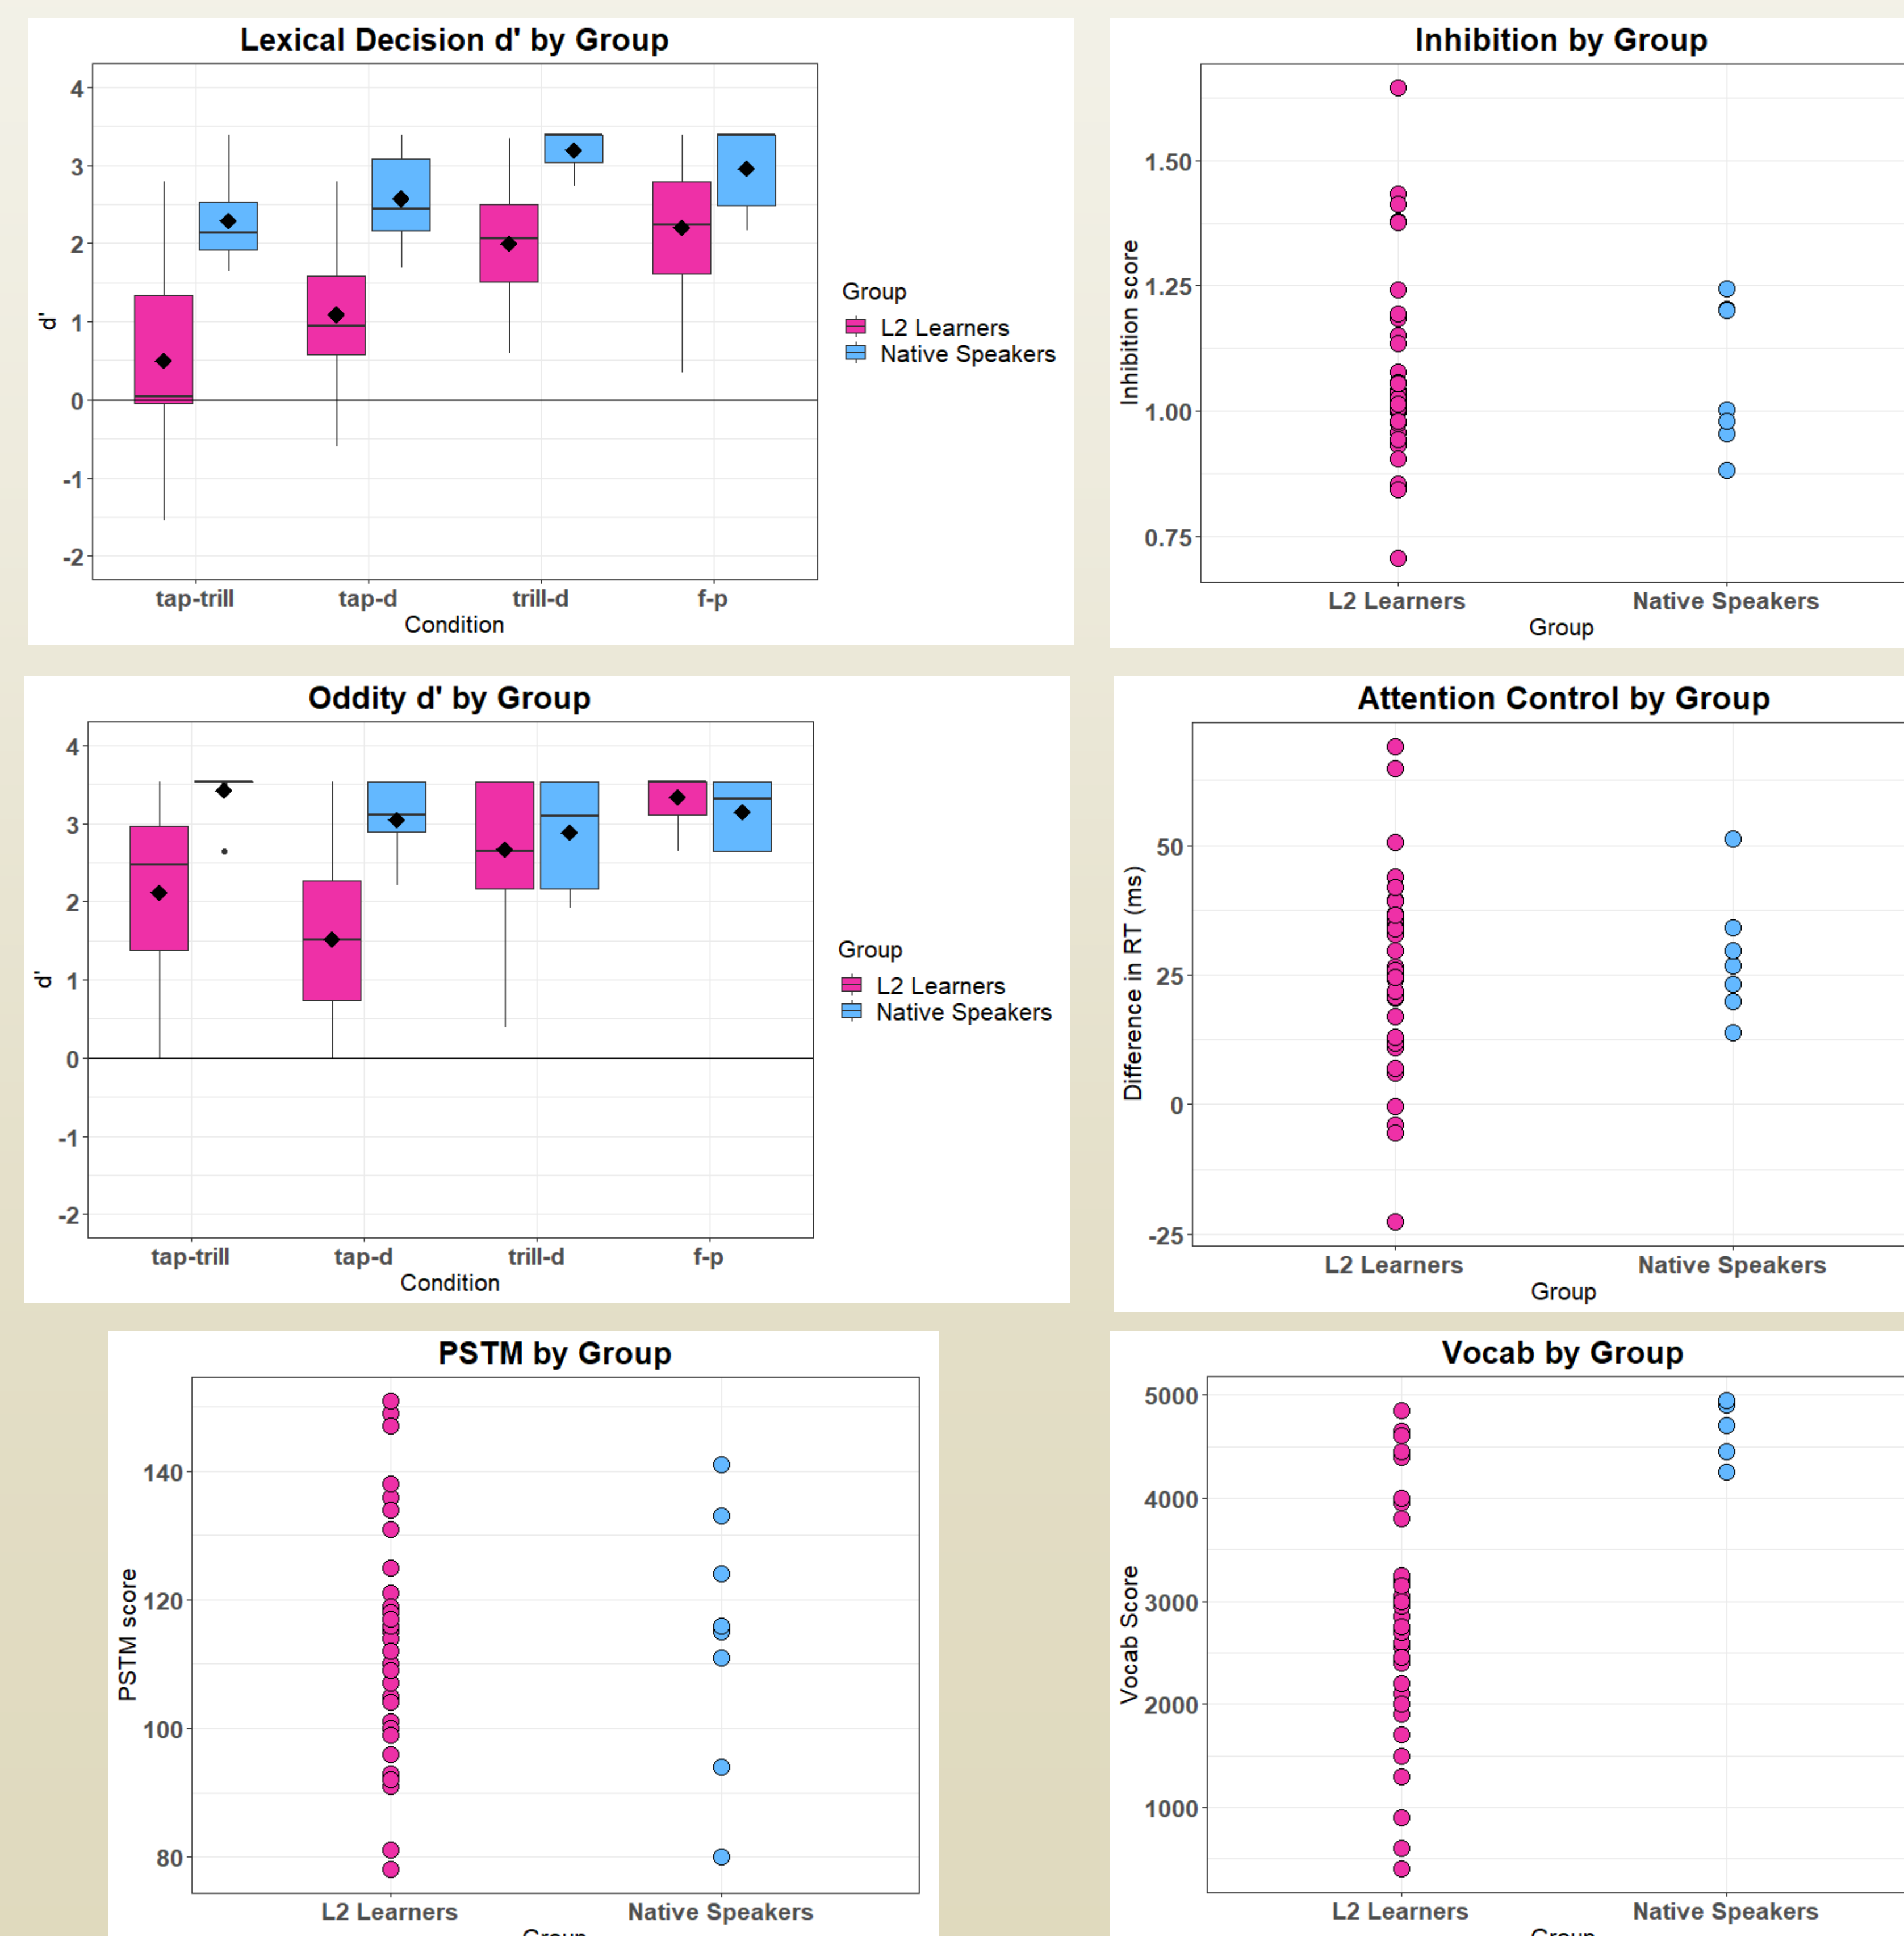 Lexical Decision d' by Group
4
3
2
1
0
-1
-2
d'
tap-trill tap-d trill-d f-p
Condition
Group
L2 Learners
Native Speakers
Inhibition by Group
1.50
1.25
1.00
0.75
Inhibition score
L2 Learners Native Speakers
Group
Oddity d' by Group
4
3
2
1
0
-1
-2
d'
tap-trill tap-d trill-d f-p
Condition
Group
L2 Learners
Native Speakers
Attention Control by Group
50
25
0
-25
Difference in RT (ms)
L2 Learners Native Speakers
Group
PSTM by Group
140
120
100
80
PSTM score
L2 Learners Native Speakers
Group
Vocab by Group
5000
4000
3000
2000
1000
Vocab Score
L2 Learners Native Speakers
Group